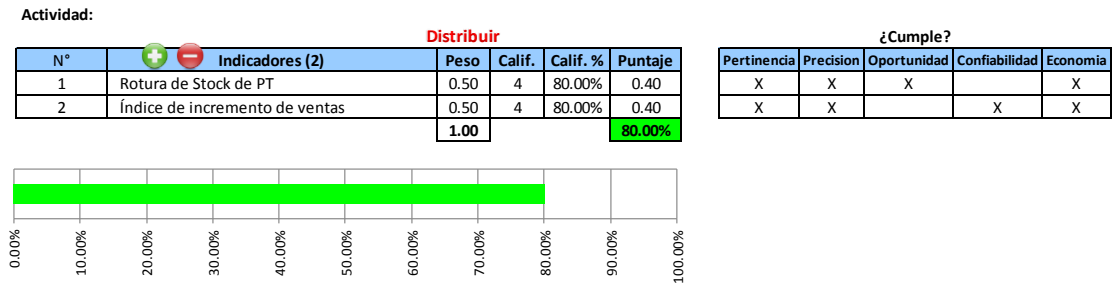 Actividad:
Distribuir ¿Cumple?
N° Indicadores (2) Peso Calif. Calif. % Puntaje Pertinencia Precision Oportunidad Confiabilidad Economia
1 Rotura de Stock de PT 0.50 4 80.00% 0.40 X X X X
2 Índice de incremento de ventas 0.50 4 80.00% 0.40 X X X X
1.00 80.00%
0.00% 10.00% 20.00% 30.00% 40.00% 50.00% 60.00% 70.00% 80.00% 90.00% 100.00%